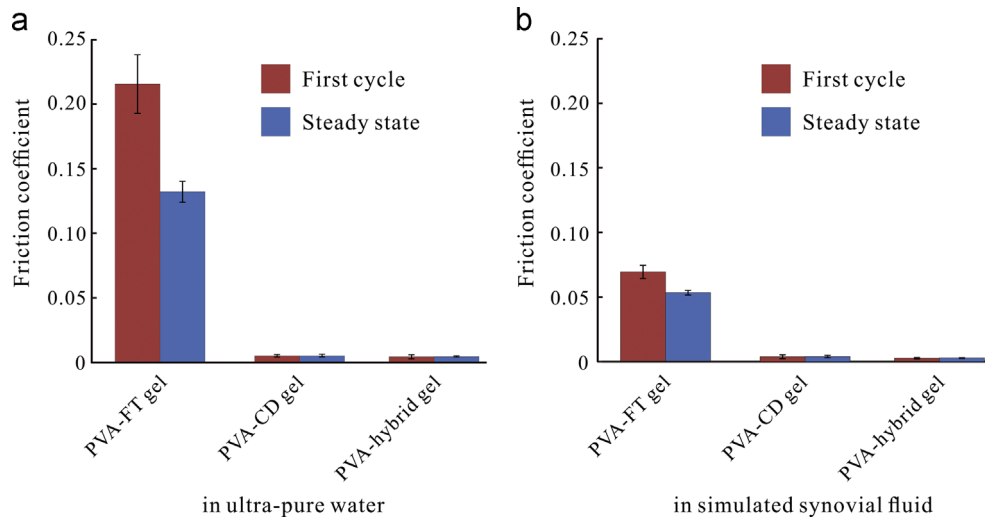 a
0.25
0.20
0.15
0.10
0.05
0
Friction coefficient
First cycle
Steady state
PVA-FT gel
PVA-CD gel
PVA-hybrid gel
in ultra-pure water
b
0.25
0.20
0.15
0.10
0.05
0
Friction coefficient
First cycle
Steady state
PVA-FT gel
PVA-CD gel
PVA-hybrid gel
in simulated synovial fluid